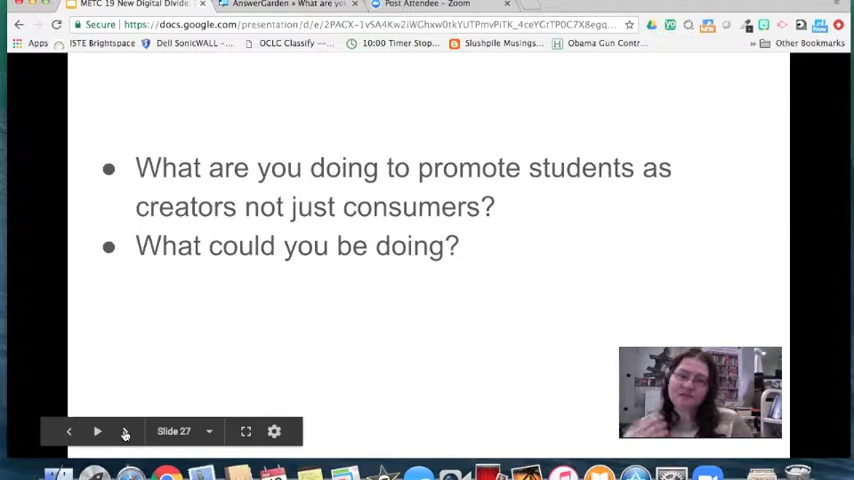 METC 19 New Digital Divide:
AnswerGarden » What are you
Post Attendee - Zoom
Secure
https://docs.google.com/presentation/d/e/2PACX-1vSA4Kw2iWGhxw0tkYUTPmvPiTK_4ceYGtTP0C7X8egq...
Apps
ISTE Brightspace
Dell SonicWALL -...
OCLC Classify --...
10:00 Timer Stop...
Slushpile Musings...
Obama Gun Contr...
» Other Bookmarks
● What are you doing to promote students as
creators not just consumers?
● What could you be doing?
Slide 27